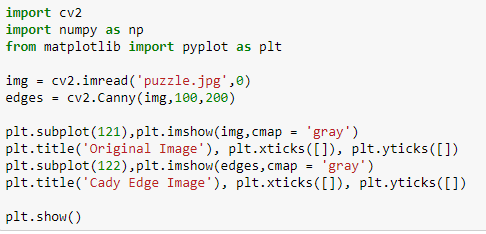 import cv2
import numpy as np
from matplotlib import pyplot as plt
img = cv2.imread('puzzle.jpg',0)
edges = cv2.Canny(img,100,200)
plt.subplot(121),plt.imshow(img,cmap = 'gray')
plt.title('Original Image'), plt.xticks([]), plt.yticks([])
plt.subplot(122),plt.imshow(edges,cmap = 'gray')
plt.title('Cady Edge Image'), plt.xticks([]), plt.yticks([])
plt.show()